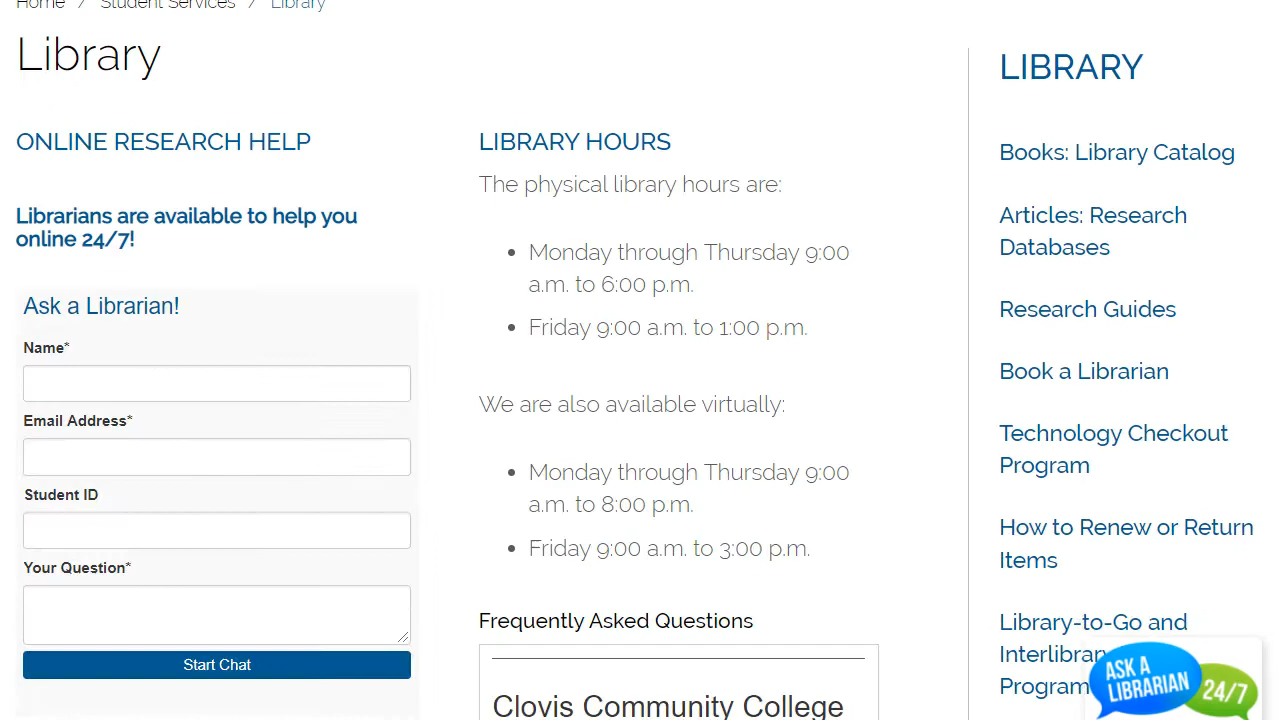 Home / Student Services / Library
Library
ONLINE RESEARCH HELP
Librarians are available to help you
online 24/7!
Ask a Librarian!
Name*
Email Address*
Student ID
Your Question*
Start Chat
LIBRARY HOURS
The physical library hours are:
• Monday through Thursday 9:00
a.m. to 6:00 p.m.
• Friday 9:00 a.m. to 1:00 p.m.
We are also available virtually:
• Monday through Thursday 9:00
a.m. to 8:00 p.m.
• Friday 9:00 a.m. to 3:00 p.m.
Frequently Asked Questions
Clovis Community College
LIBRARY
Books: Library Catalog
Articles: Research
Databases
Research Guides
Book a Librarian
Technology Checkout
Program
How to Renew or Return
Items
Library-to-Go and
Interlibrary
Program
ASK A
LIBRARIAN
24/7